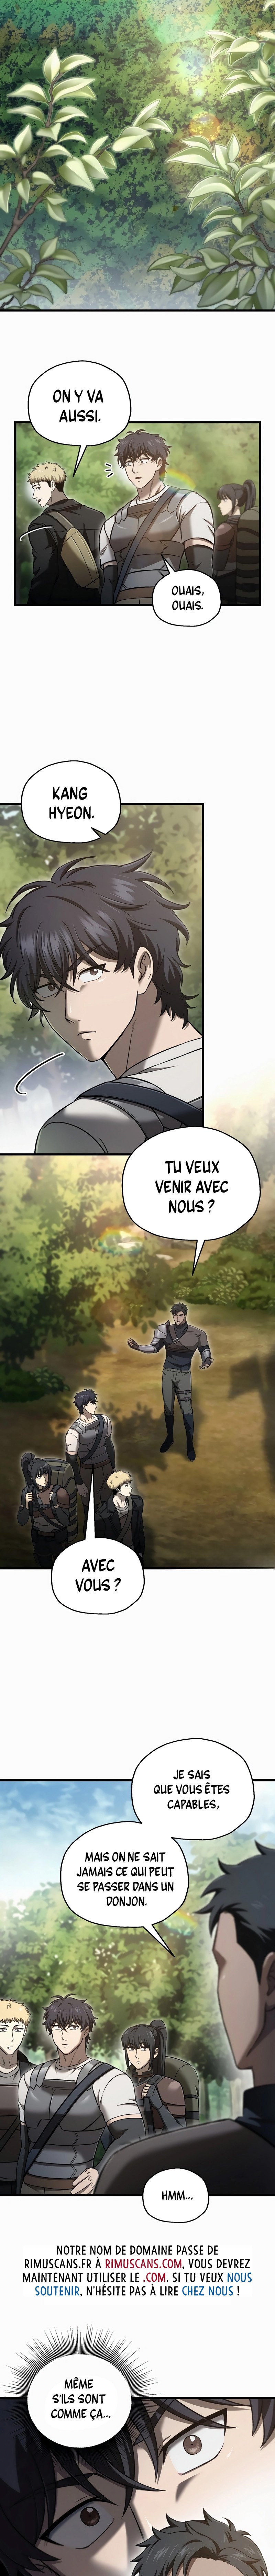 ON Y VA
AUSSI.
OUAIS,
OUAIS.
KANG
HYEON.
TU VEUX
VENIR AVEC
NOUS ?
AVEC
VOUS ?
JE SAIS
QUE VOUS ÊTES
CAPABLES,
MAIS ON NE SAIT
JAMAIS CE QUI PEUT
SE PASSER DANS UN
DONJON.
HMM...
NOTRE NOM DE DOMAINE PASSE DE
RIMUSCANS.FR À RIMUSCANS.COM, VOUS DEVREZ
MAINTENANT UTILISER LE .COM. SI TU VEUX NOUS
SOUTENIR, N'HÉSITE PAS À LIRE CHEZ NOUS !
MÊME
S'ILS SONT
COMME ÇA...